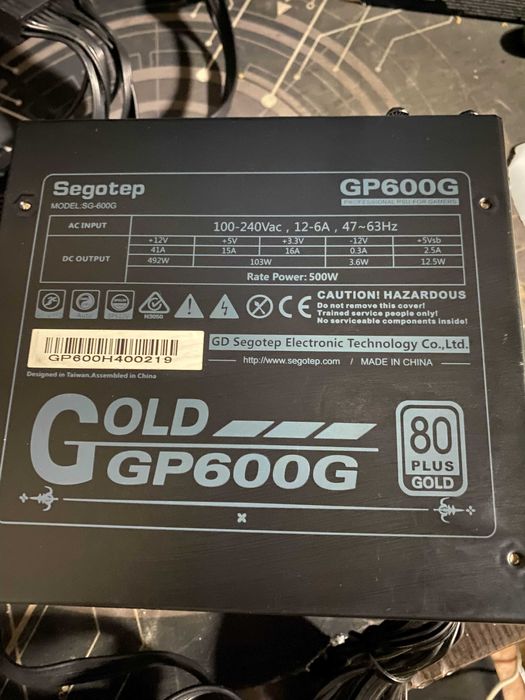 Segotep
GP600G
MODEL:SG-600G
PROFESSIONAL PSU FOR GAMERS
AC INPUT 100-240Vac , 12-6A , 47~63Hz
DC OUTPUT +12V +5V +3.3V -12V +5Vsb
41A 15A 16A 0.3A 2.5A
492W 103W 3.6W 12.5W
Rate Power: 500W
N3050
CAUTION! HAZARDOUS
Do not remove this cover!
Trained service people only!
No serviceable components inside!
GP600H400219
GD Segotep Electronic Technology Co.,Ltd.
http://www.segotep.com / MADE IN CHINA
Designed in Taiwan.Assembled in China
GOLD
GP600G
80
PLUS
GOLD